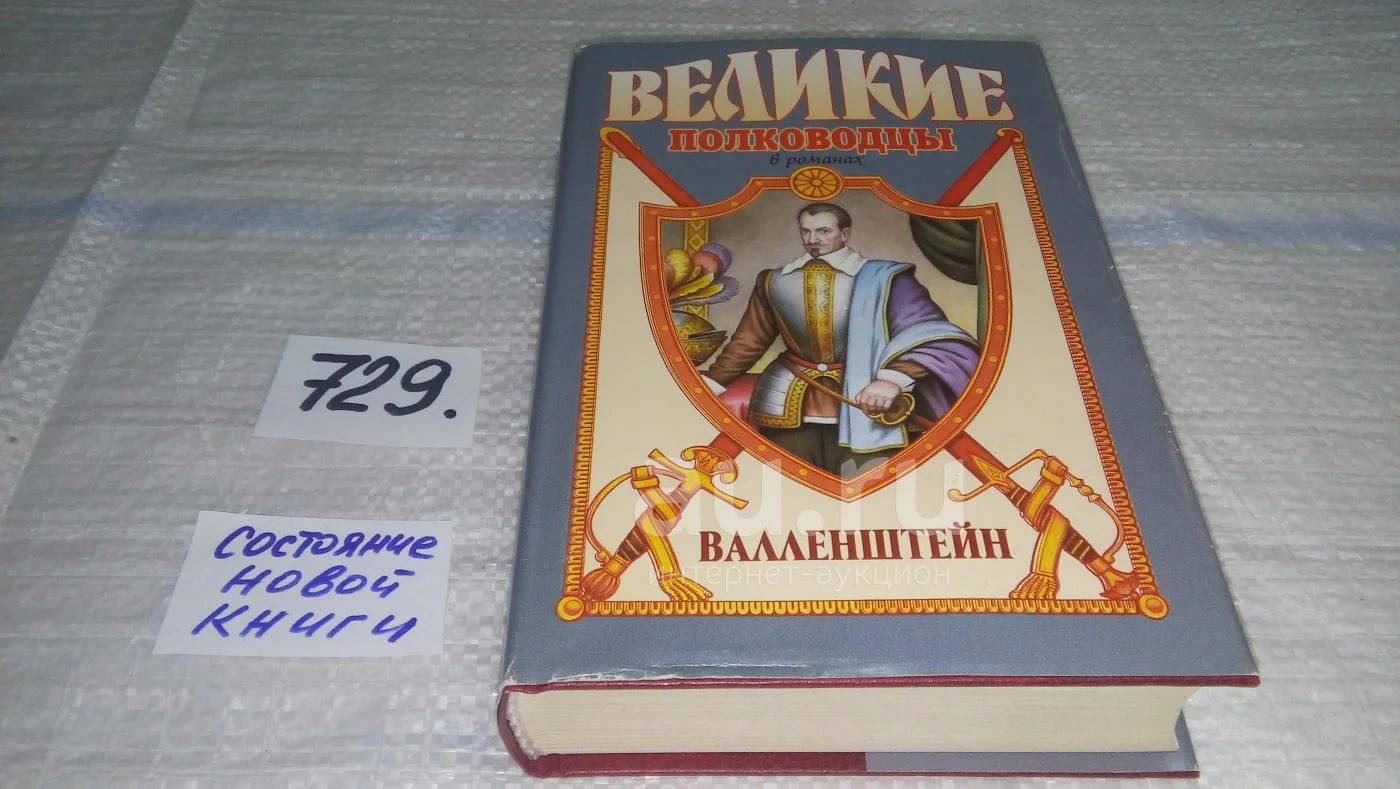 ВЕЛИКИЕ
ПОЛКОВОДЦЫ
в романах
729.
СОСТОЯНИЕ
НОВОЙ
КНИГИ
au.ru
ВАЛЛЕНШТЕЙН
интернет-аукцион